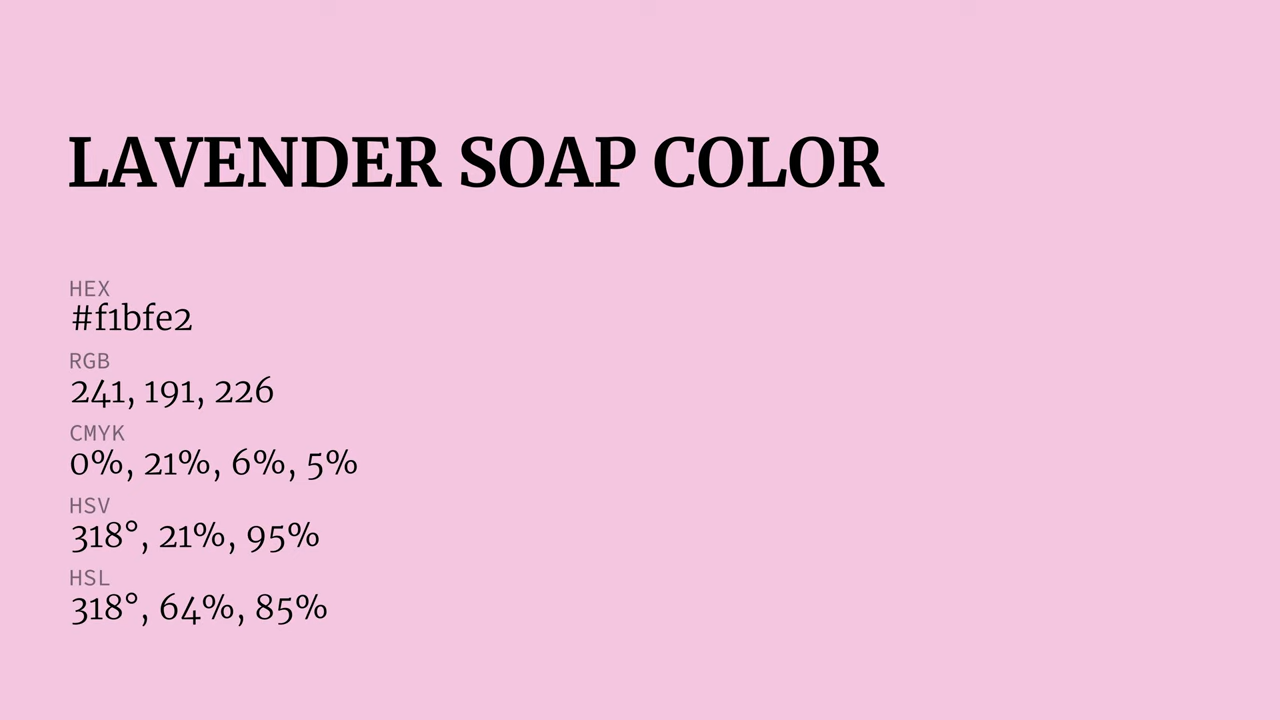 LAVENDER SOAP COLOR
HEX
#f1bfe2
RGB
241, 191, 226
CMYK
0%, 21%, 6%, 5%
HSV
318°, 21%, 95%
HSL
318°, 64%, 85%